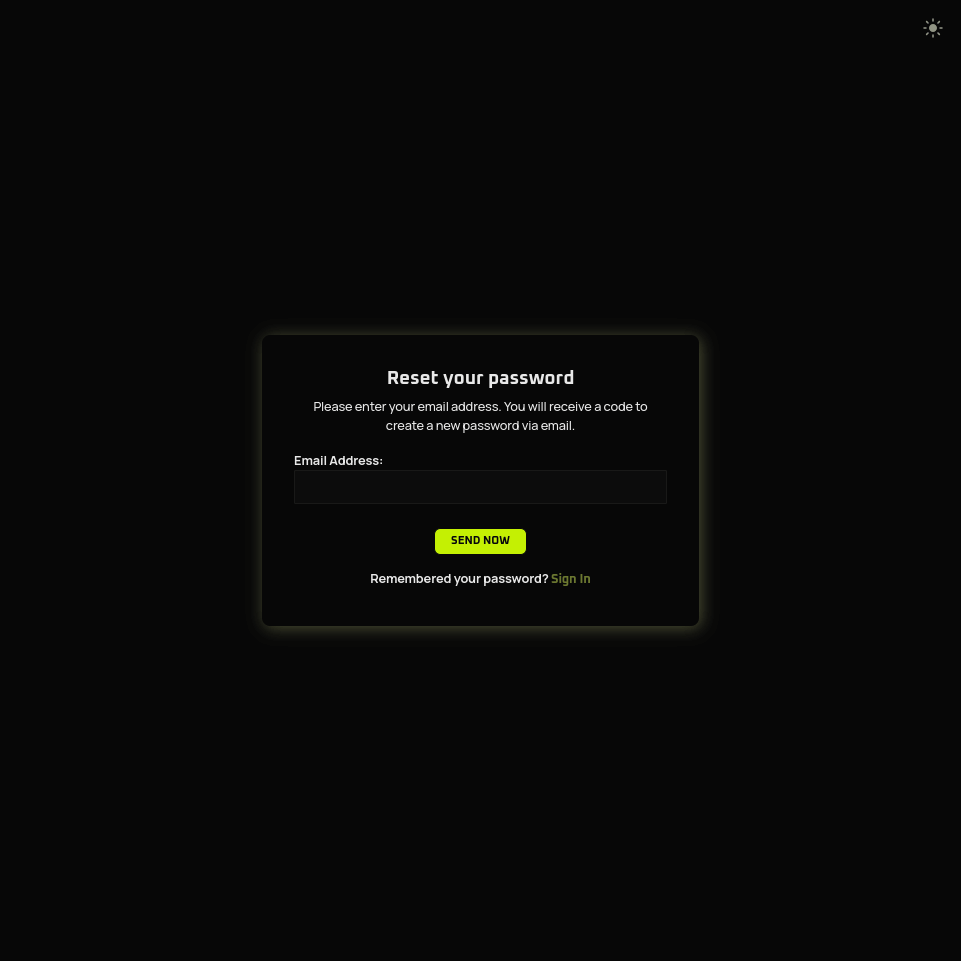 Reset your password
Please enter your email address. You will receive a code to
create a new password via email.
Email Address:
SEND NOW
Remembered your password? Sign In